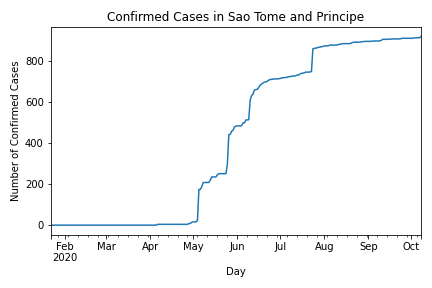 Confirmed Cases in Sao Tome and Principe
Number of Confirmed Cases
800
600
400
200
0
Feb Mar Apr May Jun Jul Aug Sep Oct
2020
Day